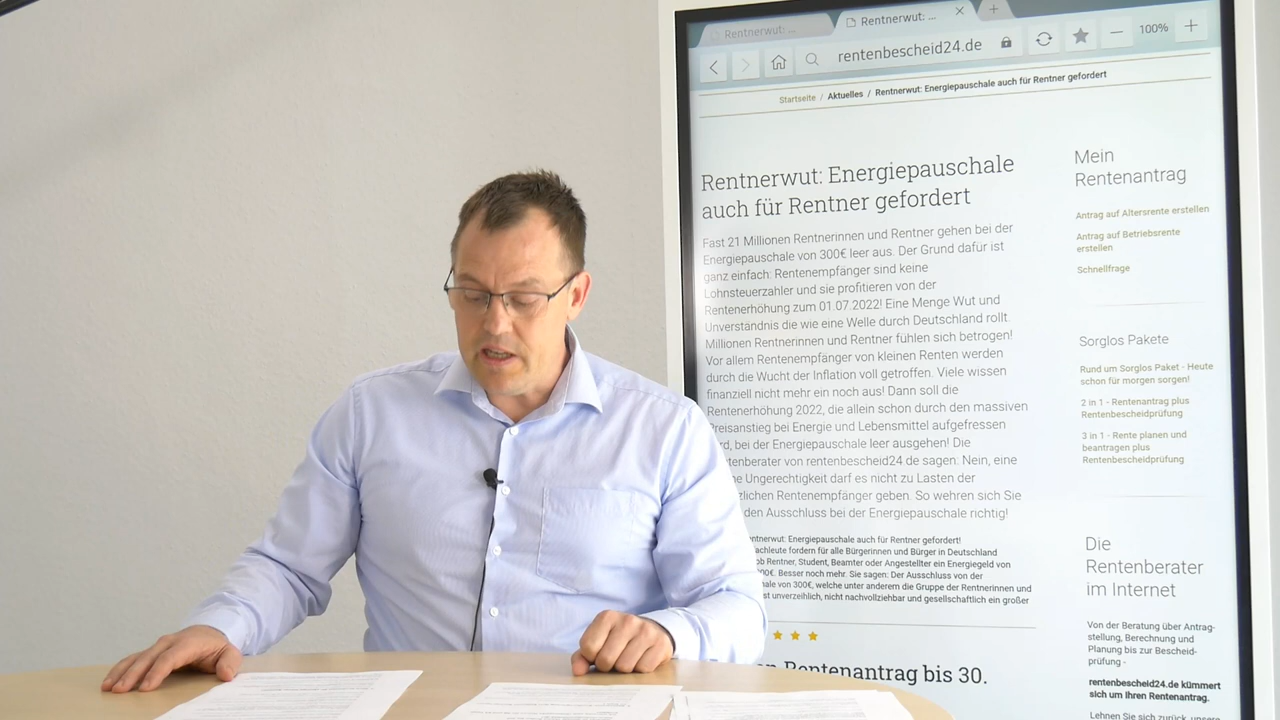 Rentnerwut: ...
Rentnerwut: ...
rentenbescheid24.de
100%
Startseite / Aktuelles / Rentnerwut: Energiepauschale auch für Rentner gefordert
Rentnerwut: Energiepauschale
auch für Rentner gefordert
Fast 21 Millionen Rentnerinnen und Rentner gehen bei der
Energiepauschale von 300€ leer aus. Der Grund dafür ist
ganz einfach: Rentenempfänger sind keine
Lohnsteuerzahler und sie profitieren von der
Rentenerhöhung zum 01.07.2022! Eine Menge Wut und
Unverständnis die wie eine Welle durch Deutschland rollt.
Millionen Rentnerinnen und Rentner fühlen sich betrogen!
Vor allem Rentenempfänger von kleinen Renten werden
durch die Wucht der Inflation voll getroffen. Viele wissen
finanziell nicht mehr ein noch aus! Dann soll die
Rentenerhöhung 2022, die allein schon durch den massiven
Preisanstieg bei Energie und Lebensmittel aufgefressen
bei der Energiepauschale leer ausgehen! Die
von rentenbescheid24.de sagen: Nein, eine
Ungerechtigkeit darf es nicht zu Lasten der
Rentenempfänger geben. So wehren sich Sie
den Ausschluss bei der Energiepauschale richtig!
Energiepauschale auch für Rentner gefordert!
fordern für alle Bürgerinnen und Bürger in Deutschland
Rentner, Student, Beamter oder Angestellter ein Energiegeld von
Besser noch mehr. Sie sagen: Der Ausschluss von der
von 300€, welche unter anderem die Gruppe der Rentnerinnen und
unverzeihlich, nicht nachvollziehbar und gesellschaftlich ein großer
Rentenantrag bis 30.
Mein
Rentenantrag
Antrag auf Altersrente erstellen
Antrag auf Betriebsrente
erstellen
Schnellfrage
Sorglos Pakete
Rund um Sorglos Paket - Heute
schon für morgen sorgen!
2 in 1 - Rentenantrag plus
Rentenbescheidprüfung
3 in 1 - Rente planen und
beantragen plus
Rentenbescheidprüfung
Die
Rentenberater
im Internet
Von der Beratung über Antrag-
stellung, Berechnung und
Planung bis zur Bescheid-
prüfung -
rentenbescheid24.de kümmert
sich um Ihren Rentenantrag.
Lehnen Sie sich zurück, unsere